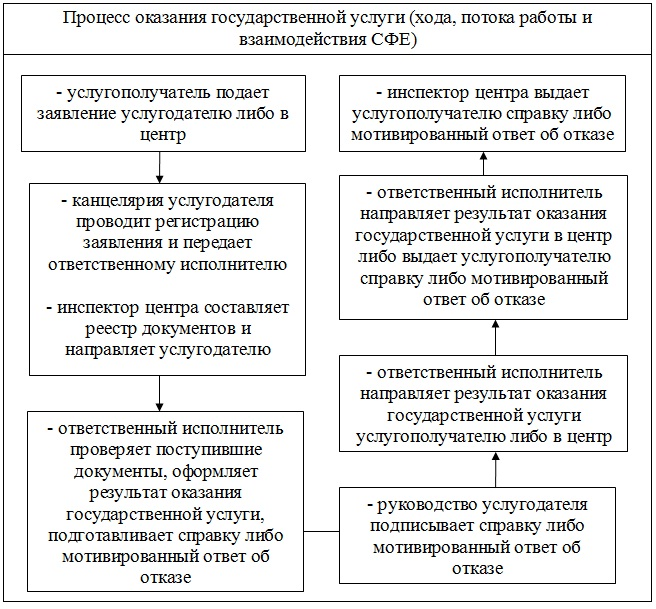 Процесс оказания государственной услуги (хода, потока работы и
взаимодействия СФЕ)
- услугополучатель подает
заявление услугодателю либо в
центр
- канцелярия услугодателя
проводит регистрацию
заявления и передает
ответственному исполнителю
- инспектор центра составляет
реестр документов и
направляет услугодателю
- ответственный исполнитель
проверяет поступившие
документы, оформляет
результат оказания
государственной услуги,
подготавливает справку либо
мотивированный ответ об
отказе
- руководство услугодателя
подписывает справку либо
мотивированный ответ об
отказе
- ответственный исполнитель
направляет результат оказания
государственной услуги
услугополучателю либо в центр
- ответственный исполнитель
направляет результат оказания
государственной услуги в центр
либо выдает услугополучателю
справку либо мотивированный
ответ об отказе
- инспектор центра выдает
услугополучателю справку либо
мотивированный ответ об отказе